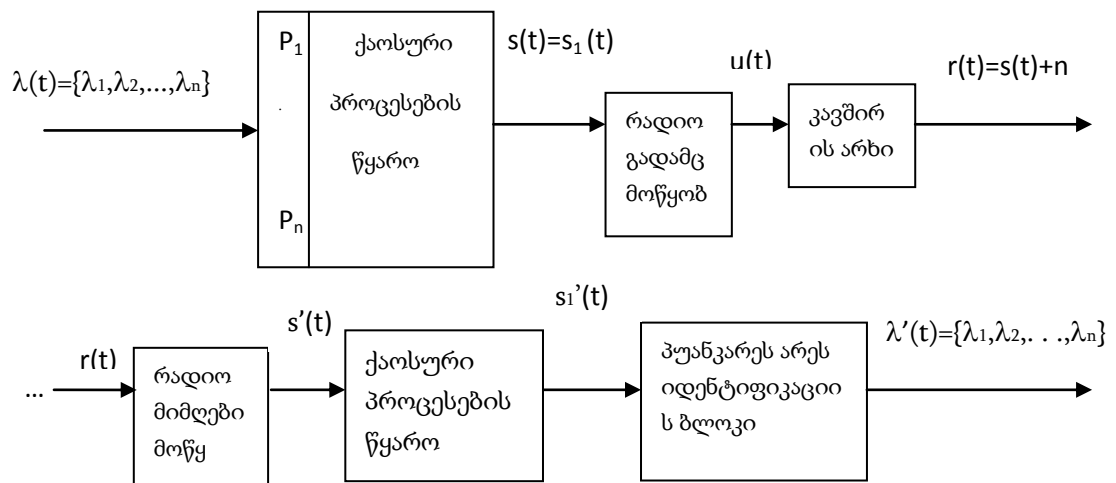 λ(t)={λ1,λ2,...,λn}
P1
.
Pn
ქაოსური
პროცესების
წყარო
s(t)=s1(t)
რადიო
გადამც
მოწყობ
u(t)
კავშირ
ის არხი
r(t)=s(t)+n
...
r(t)
რადიო
მიმღები
მოწყ
s’(t)
ქაოსური
პროცესების
წყარო
s1’(t)
პუანკარეს არეს
იდენტიფიკაციი
ს ბლოკი
λ’(t)={λ1,λ2,. . .,λn}